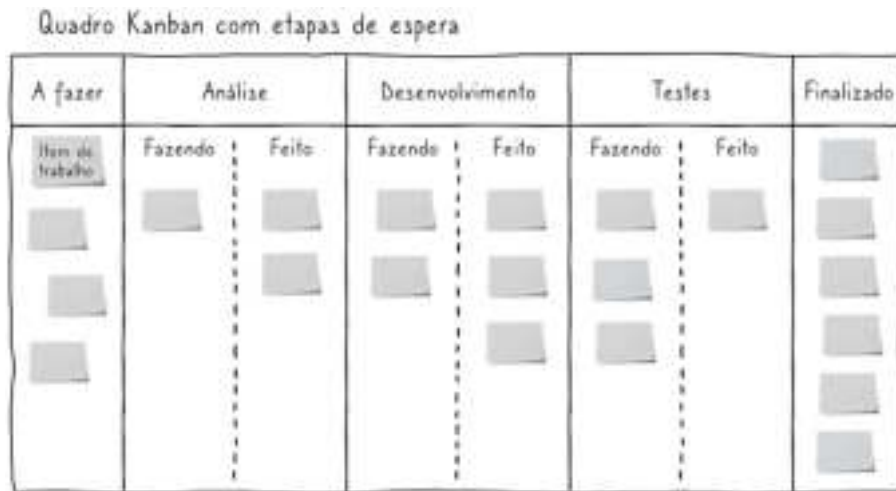 Quadro Kanban com etapas de espera
A fazer
Análise
Desenvolvimento
Testes
Finalizado
Item de
trabalho
Fazendo
Feito
Fazendo
Feito
Fazendo
Feito